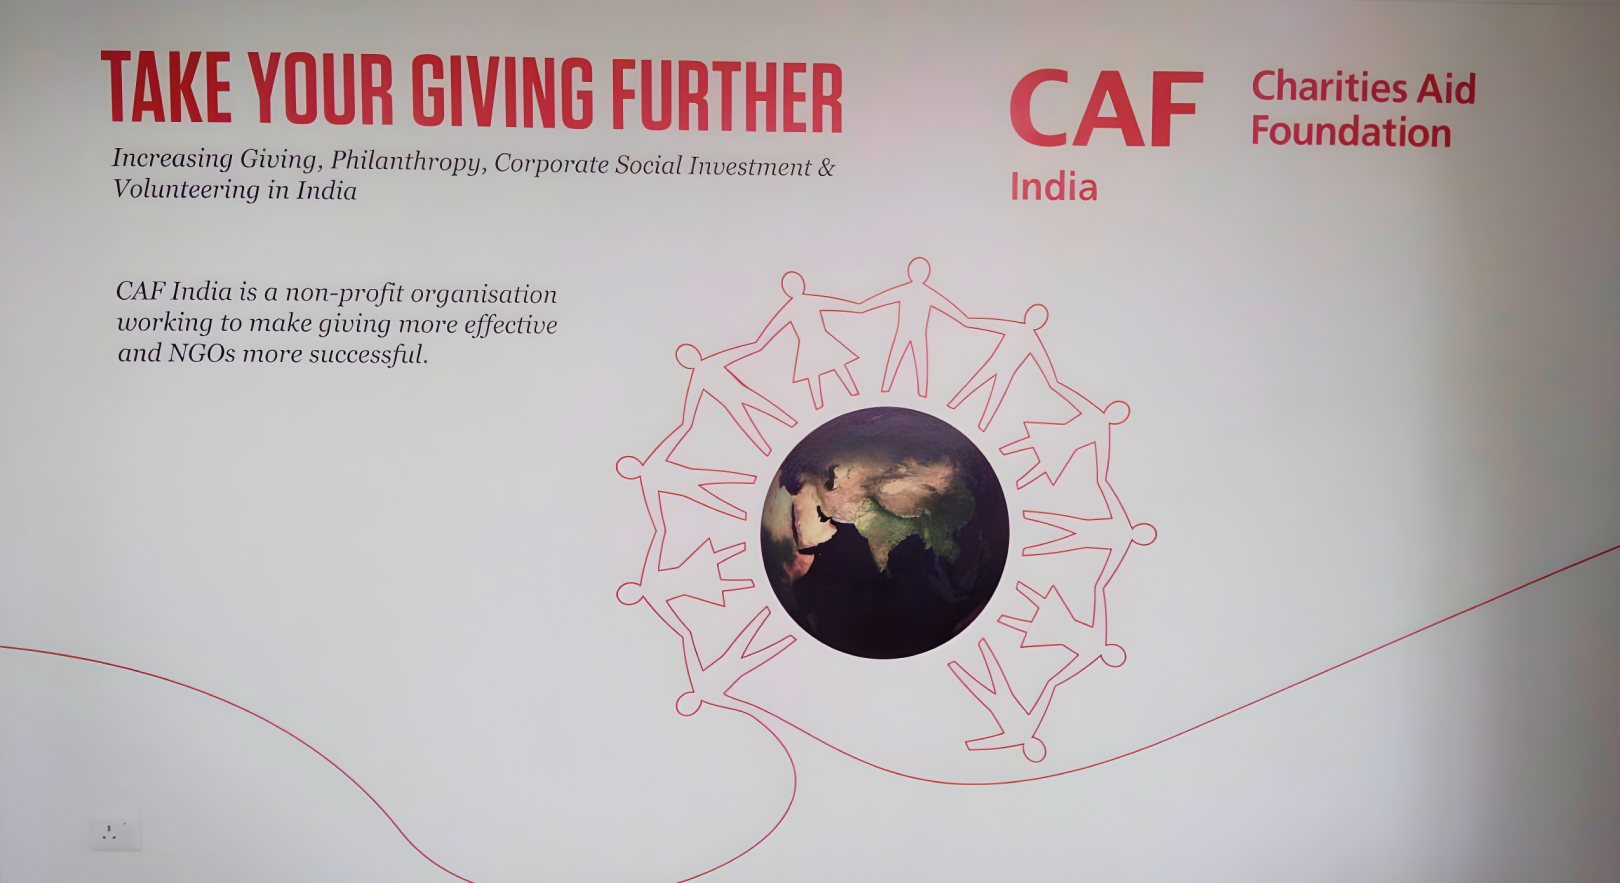 TAKE YOUR GIVING FURTHER
Increasing Giving, Philanthropy, Corporate Social Investment &
Volunteering in India
CAF India is a non-profit organisation
working to make giving more effective
and NGOs more successful.
CAF
India
Charities Aid
Foundation